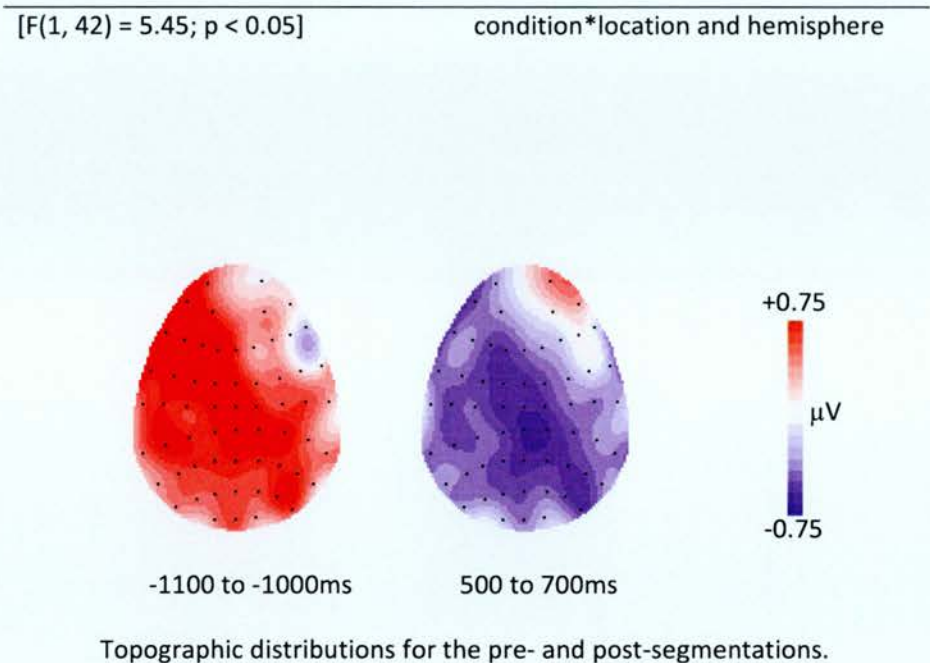 [F(1, 42) = 5.45; p < 0.05] condition*location and hemisphere
+0.75
µV
-0.75
-1100 to -1000ms 500 to 700ms
Topographic distributions for the pre- and post-segmentations.